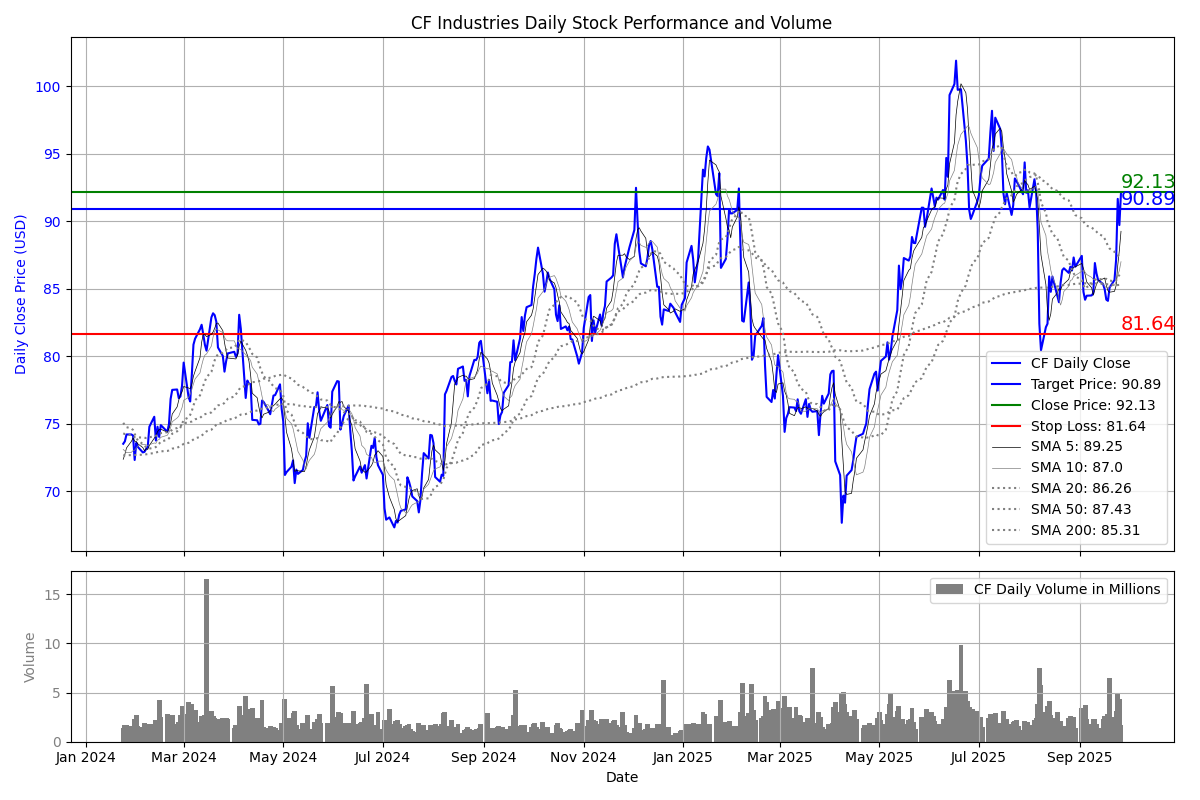 CF Industries Daily Stock Performance and Volume
Daily Close Price (USD)
100
95
90
85
80
75
70
92.13
90.89
81.64
CF Daily Close
Target Price: 90.89
Close Price: 92.13
Stop Loss: 81.64
SMA 5: 89.25
SMA 10: 87.0
SMA 20: 86.26
SMA 50: 87.43
SMA 200: 85.31
Volume
15
10
5
0
CF Daily Volume in Millions
Jan 2024 Mar 2024 May 2024 Jul 2024 Sep 2024 Nov 2024 Jan 2025 Mar 2025 May 2025 Jul 2025 Sep 2025
Date